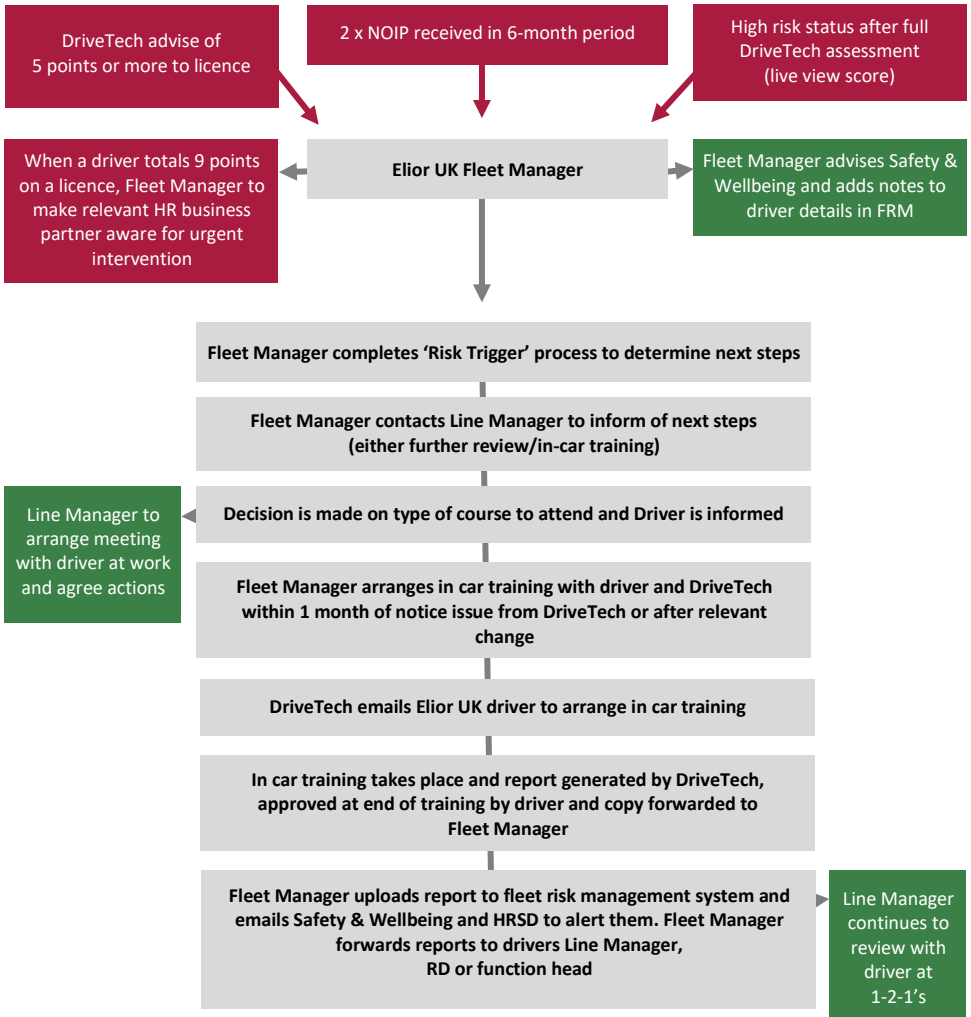 DriveTech advise of
5 points or more to licence
2 x NOIP received in 6-month period
High risk status after full
DriveTech assessment
(live view score)
When a driver totals 9 points
on a licence, Fleet Manager to
make relevant HR business
partner aware for urgent
intervention
Elior UK Fleet Manager
Fleet Manager advises Safety &
Wellbeing and adds notes to
driver details in FRM
Fleet Manager completes ‘Risk Trigger’ process to determine next steps
Fleet Manager contacts Line Manager to inform of next steps
(either further review/in-car training)
Line Manager to
arrange meeting
with driver at work
and agree actions
Decision is made on type of course to attend and Driver is informed
Fleet Manager arranges in car training with driver and DriveTech
within 1 month of notice issue from DriveTech or after relevant
change
DriveTech emails Elior UK driver to arrange in car training
In car training takes place and report generated by DriveTech,
approved at end of training by driver and copy forwarded to
Fleet Manager
Fleet Manager uploads report to fleet risk management system and
emails Safety & Wellbeing and HRSD to alert them. Fleet Manager
forwards reports to drivers Line Manager,
RD or function head
Line Manager
continues to
review with
driver at
1-2-1’s